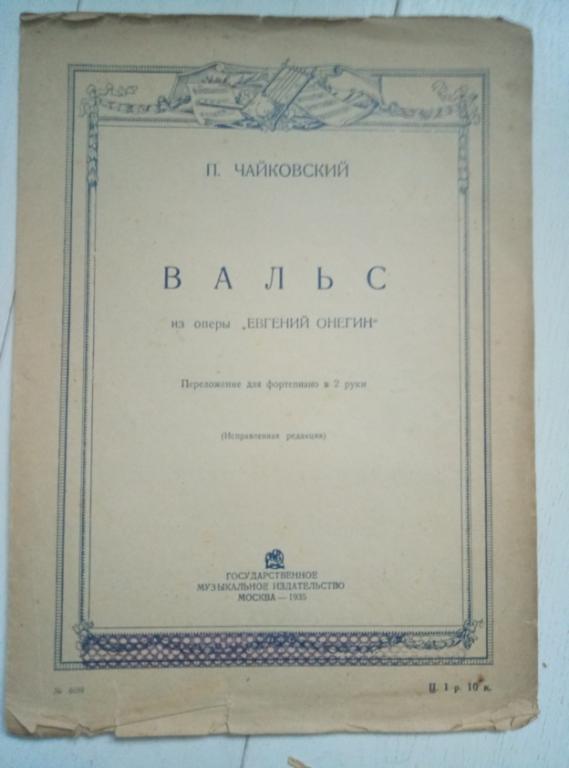 П. ЧАЙКОВСКИЙ
ВАЛЬС
из оперы „ЕВГЕНИЙ ОНЕГИН"
Переложение для фортепиано в 2 руки
(Исправленная редакция)
ГОСУДАРСТВЕННОЕ
МУЗЫКАЛЬНОЕ ИЗДАТЕЛЬСТВО
МОСКВА — 1935
№
Ц. 1 р. 10 к.